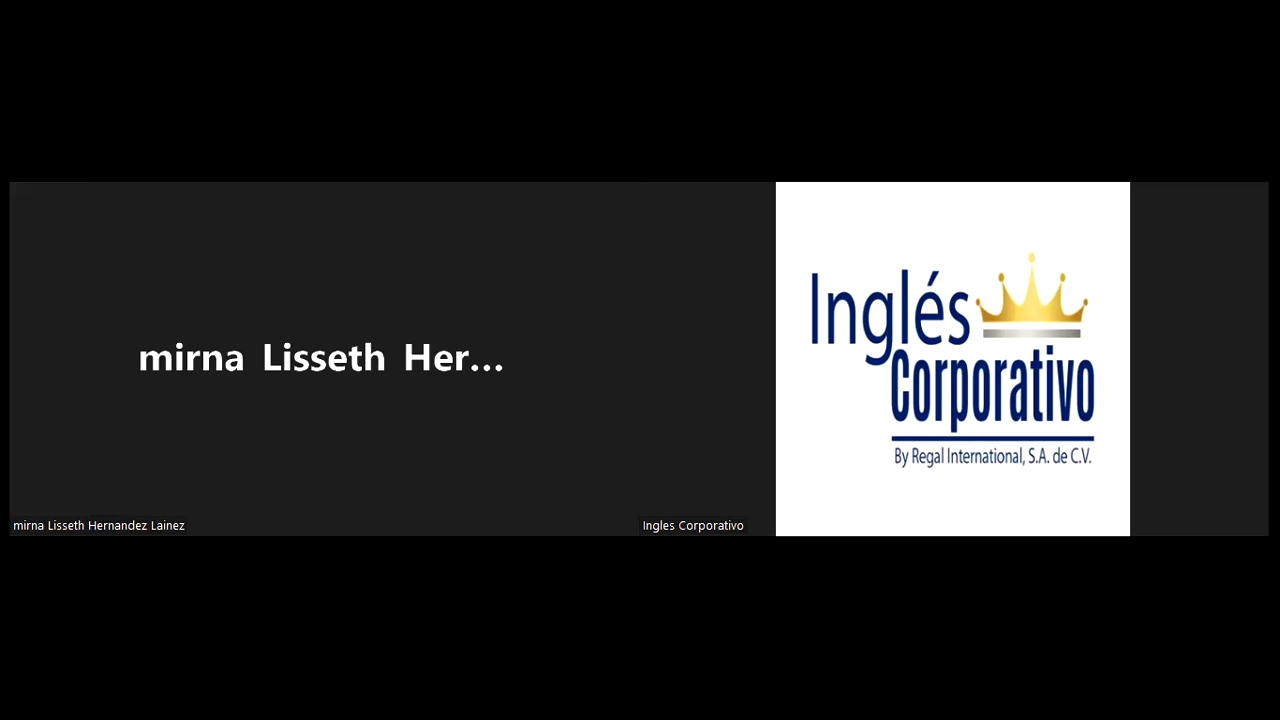 mirna Lisseth Her...
mirna Lisseth Hernandez Lainez
Inglés
Corporativo
By Regal International, S.A. de C.V.
Ingles Corporativo